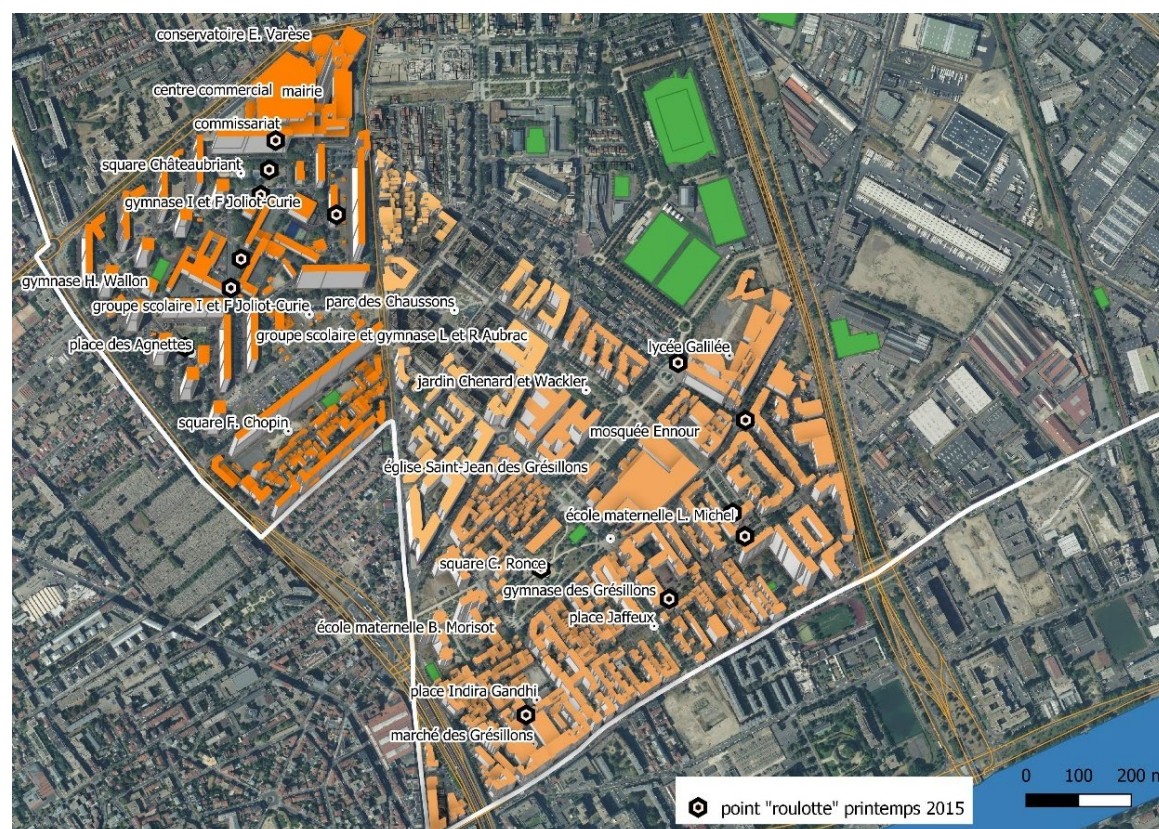 conservatoire E. Varèse
centre commercial
mairie
commissariat
square Châteaubriant
gymnase I et F Joliot-Curie
gymnase H. Wallon
groupe scolaire I et F Joliot-Curie
parc des Chaussons
groupe scolaire et gymnase L et R Aubrac
place des Agnettes
lycée Galilée
jardin Chenard et Wackler
square F. Chopin
mosquée Ennour
église Saint-Jean des Grésillons
école maternelle L. Michel
square C. Ronce
gymnase des Grésillons
place Jaffeux
école maternelle B. Morisot
place Indira Gandhi
marché des Grésillons
0 100 200 m
point "roulotte" printemps 2015